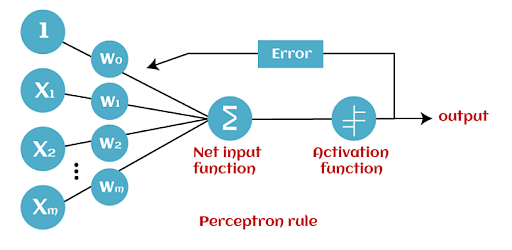 1
W₀
Error
X₁
W₁
Σ
output
X₂
W₂
Net input
function
Activation
function
Xₘ
Wₘ
Perceptron rule